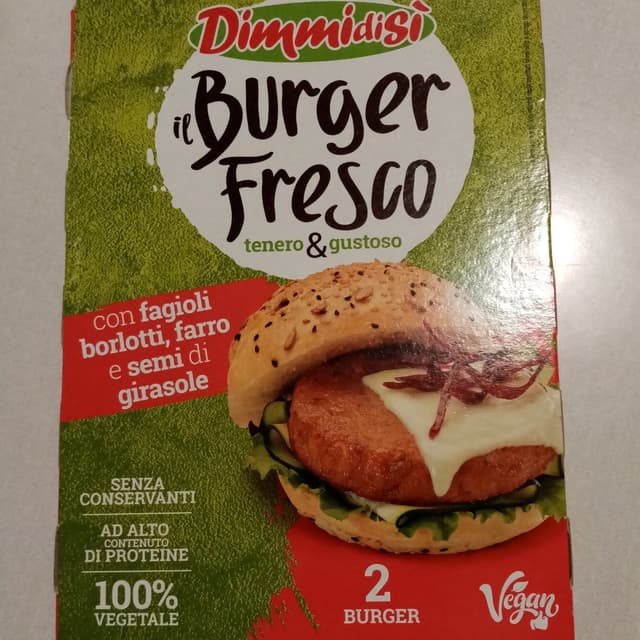 DimmidiSì
il Burger
Fresco
tenero & gustoso
con fagioli
borlotti, farro
e semi di
girasole
SENZA
CONSERVANTI
AD ALTO
CONTENUTO
DI PROTEINE
100%
VEGETALE
2
BURGER
Vegan